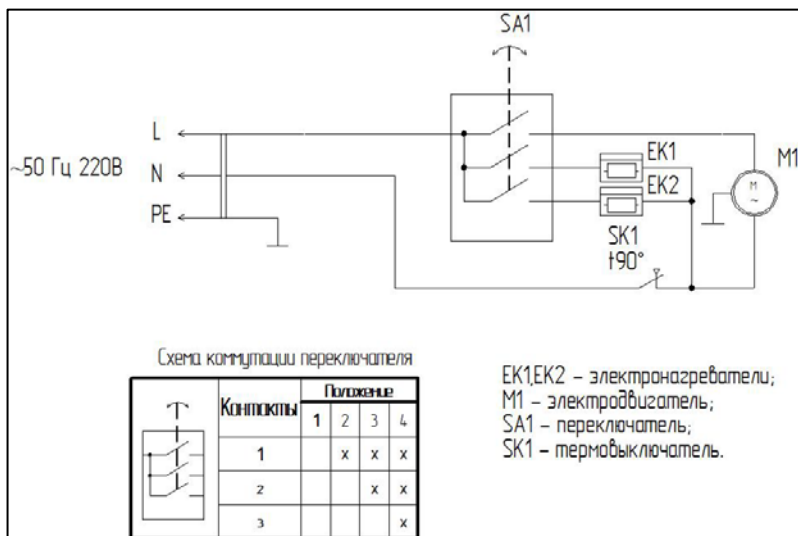 SA1
L
~50 Гц 220В
N
PE
EK1
EK2
M1
М
~
SK1
t90°
Схема коммутации переключателя
Контакты
Положение
1 2 3 4
1 x x x
2 x x
3 x
EK1,EK2 – электронагреватели;
M1 – электродвигатель;
SA1 – переключатель;
SK1 – термовыключатель.